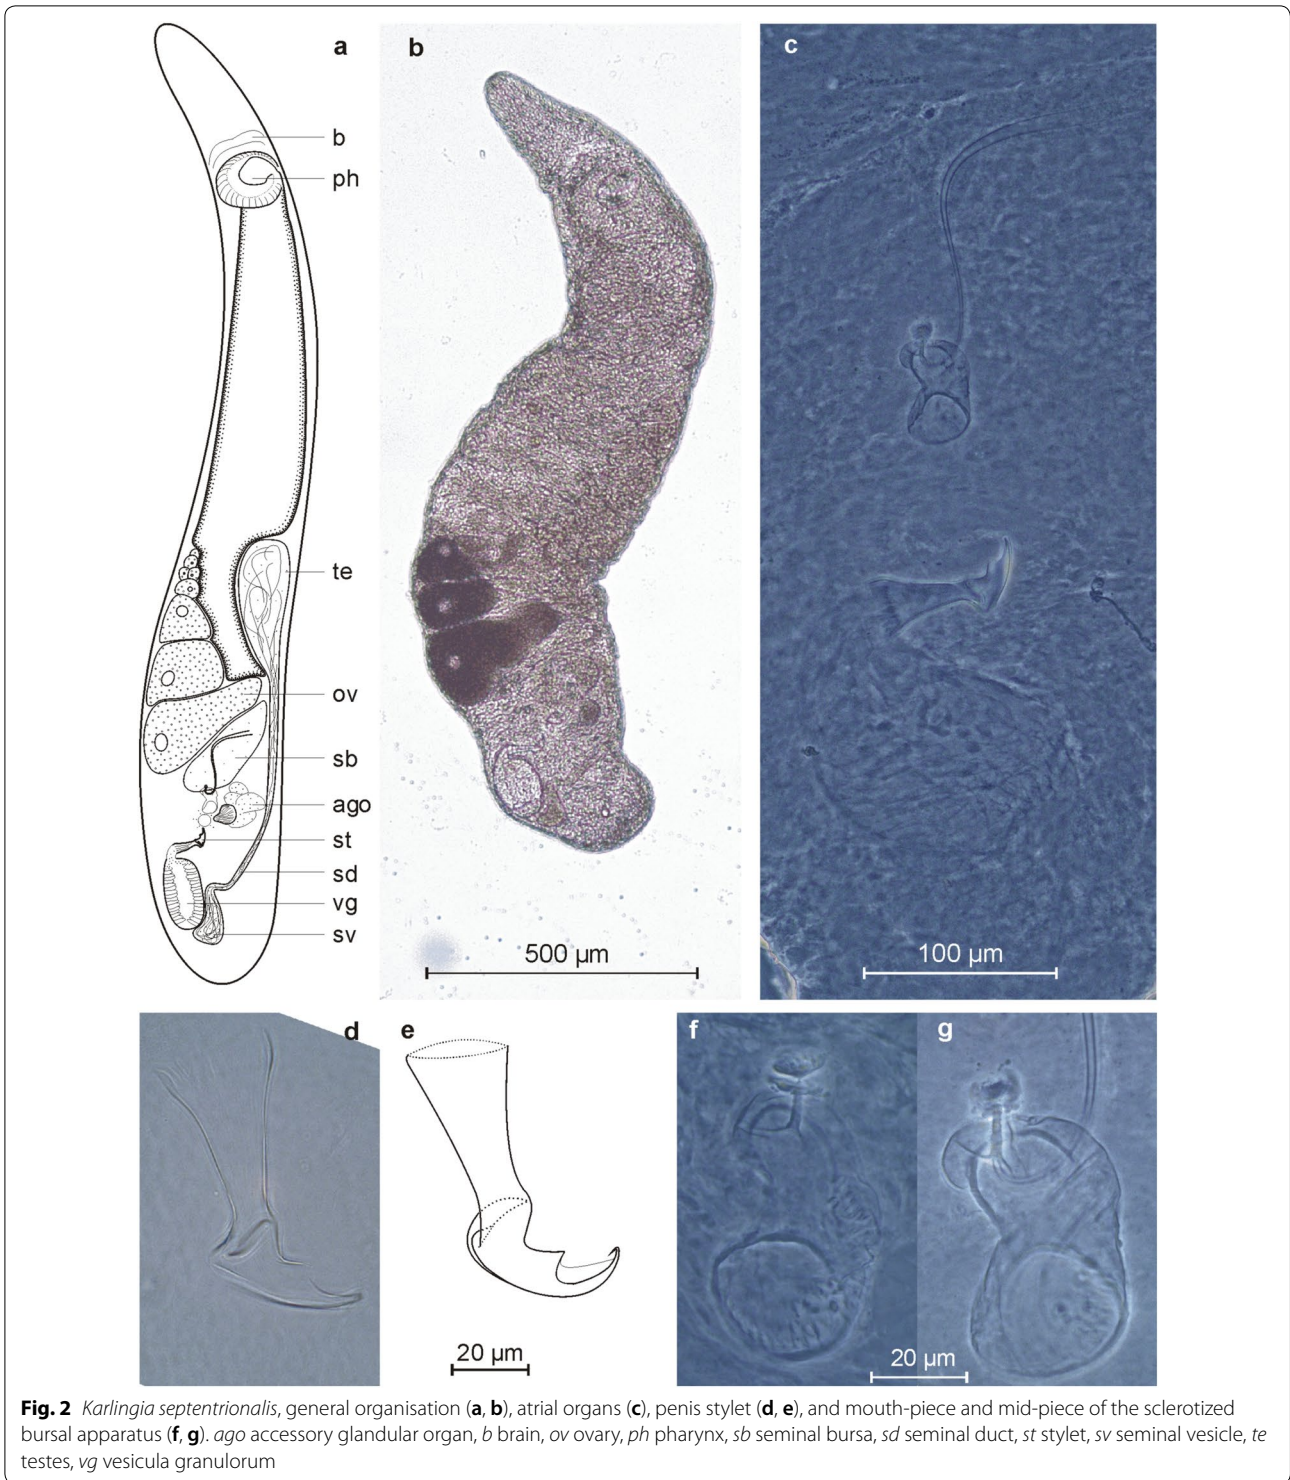 a
b
c
b
ph
te
ov
sb
ago
st
sd
vg
sv
500 µm
100 µm
d
e
f
g
20 µm
20 µm
Fig. 2 Karlingia septentrionalis, general organisation (a, b), atrial organs (c), penis stylet (d, e), and mouth-piece and mid-piece of the sclerotized
bursal apparatus (f, g). ago accessory glandular organ, b brain, ov ovary, ph pharynx, sb seminal bursa, sd seminal duct, st stylet, sv seminal vesicle, te
testes, vg vesicula granulorum